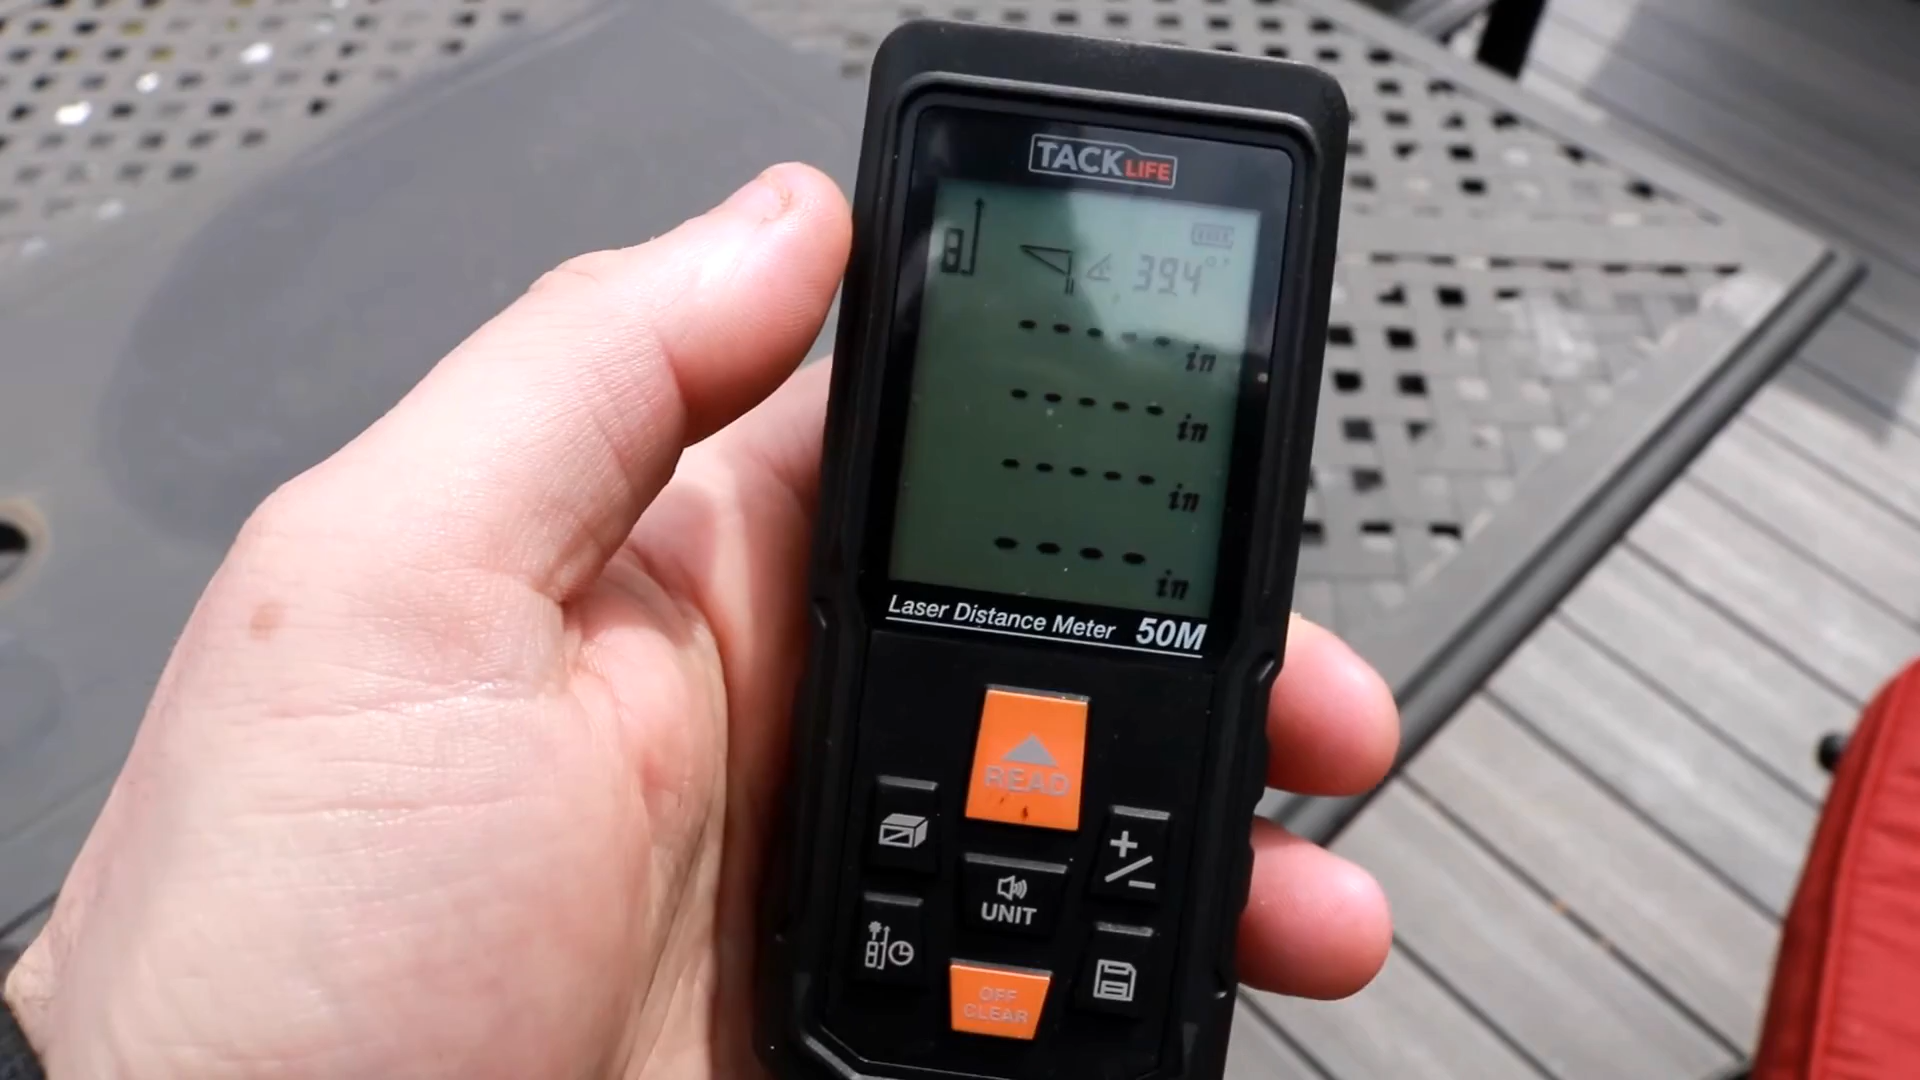 TACKLIFE
39.4°
- - - - - in
- - - - - in
- - - - - in
- - - - in
Laser Distance Meter 50M
READ
+/-
UNIT
OFF
CLEAR